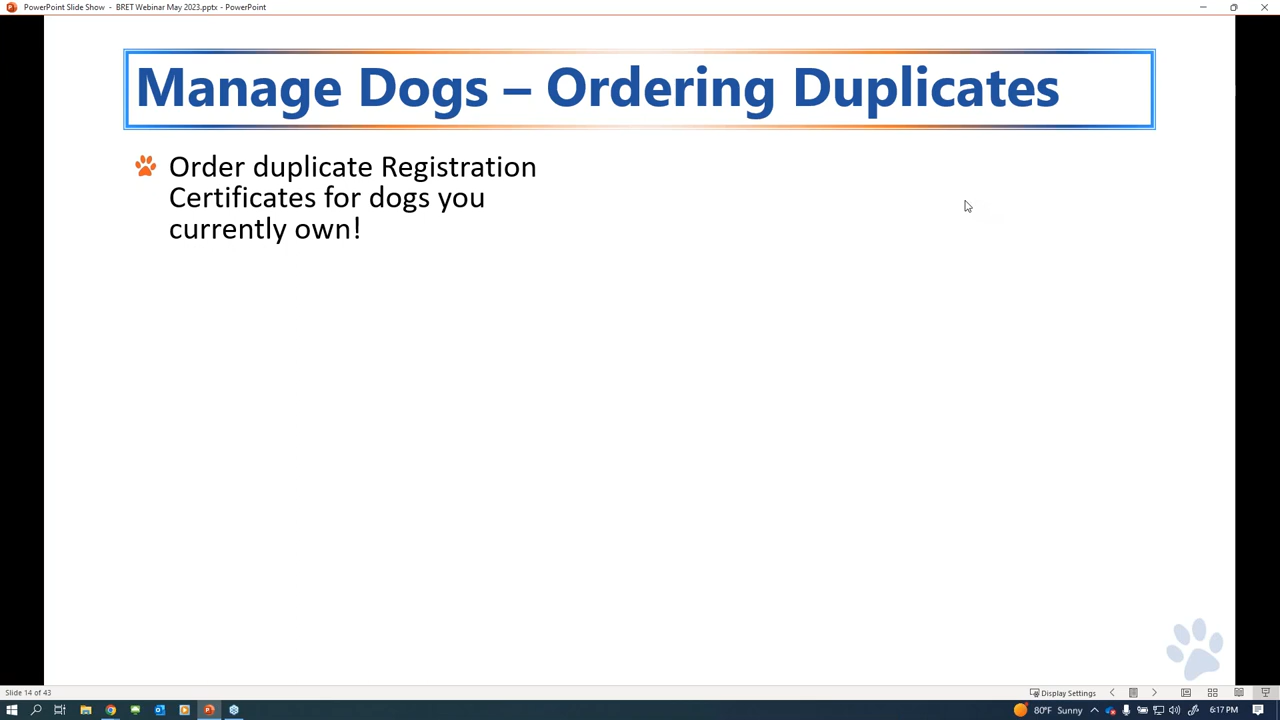 PowerPoint Slide Show - BRET Webinar May 2023.pptx - PowerPoint
Manage Dogs – Ordering Duplicates
Order duplicate Registration
Certificates for dogs you
currently own!
Slide 14 of 43
Display Settings
80°F Sunny
6:17 PM